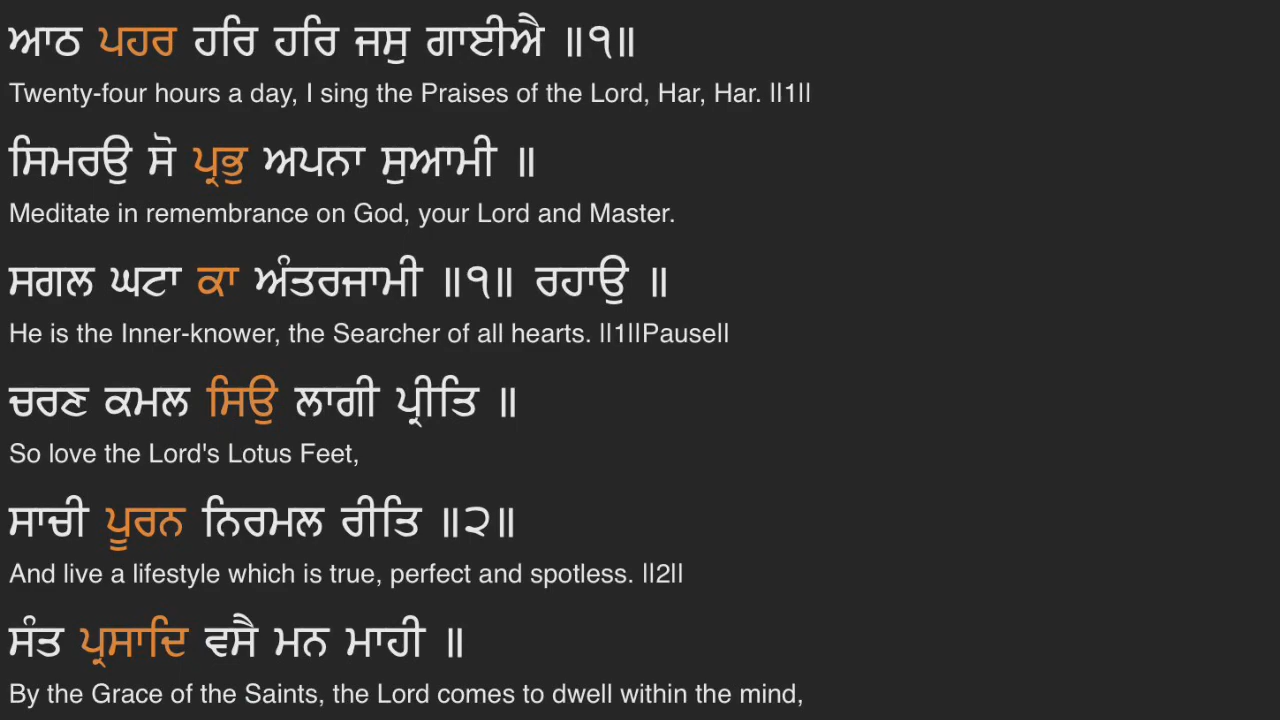 ਆਠ ਪਹਰ ਹਰਿ ਹਰਿ ਜਸੁ ਗਾਈਐ ॥੧॥
Twenty-four hours a day, I sing the Praises of the Lord, Har, Har. ||1||
ਸਿਮਰਉ ਸੋ ਪ੍ਰਭੁ ਅਪਨਾ ਸੁਆਮੀ ॥
Meditate in remembrance on God, your Lord and Master.
ਸਗਲ ਘਟਾ ਕਾ ਅੰਤਰਜਾਮੀ ॥੧॥ ਰਹਾਉ ॥
He is the Inner-knower, the Searcher of all hearts. ||1||Pause||
ਚਰਣ ਕਮਲ ਸਿਉ ਲਾਗੀ ਪ੍ਰੀਤਿ ॥
So love the Lord's Lotus Feet,
ਸਾਚੀ ਪੂਰਨ ਨਿਰਮਲ ਰੀਤਿ ॥੨॥
And live a lifestyle which is true, perfect and spotless. ||2||
ਸੰਤ ਪ੍ਰਸਾਦਿ ਵਸੈ ਮਨ ਮਾਹੀ ॥
By the Grace of the Saints, the Lord comes to dwell within the mind,